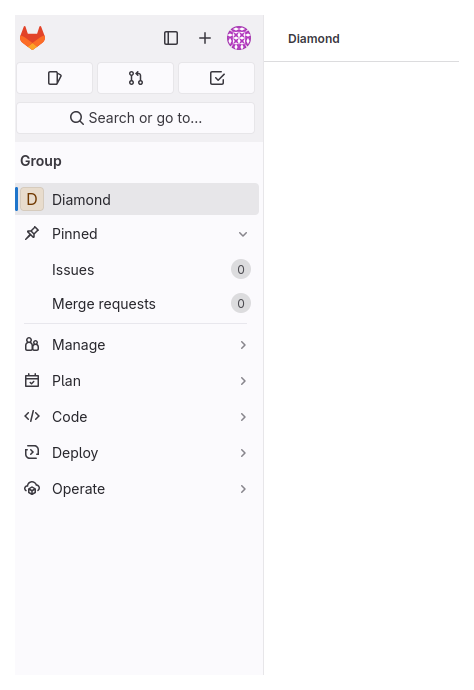 Diamond
Search or go to...
Group
D Diamond
Pinned
Issues 0
Merge requests 0
Manage
Plan
Code
Deploy
Operate